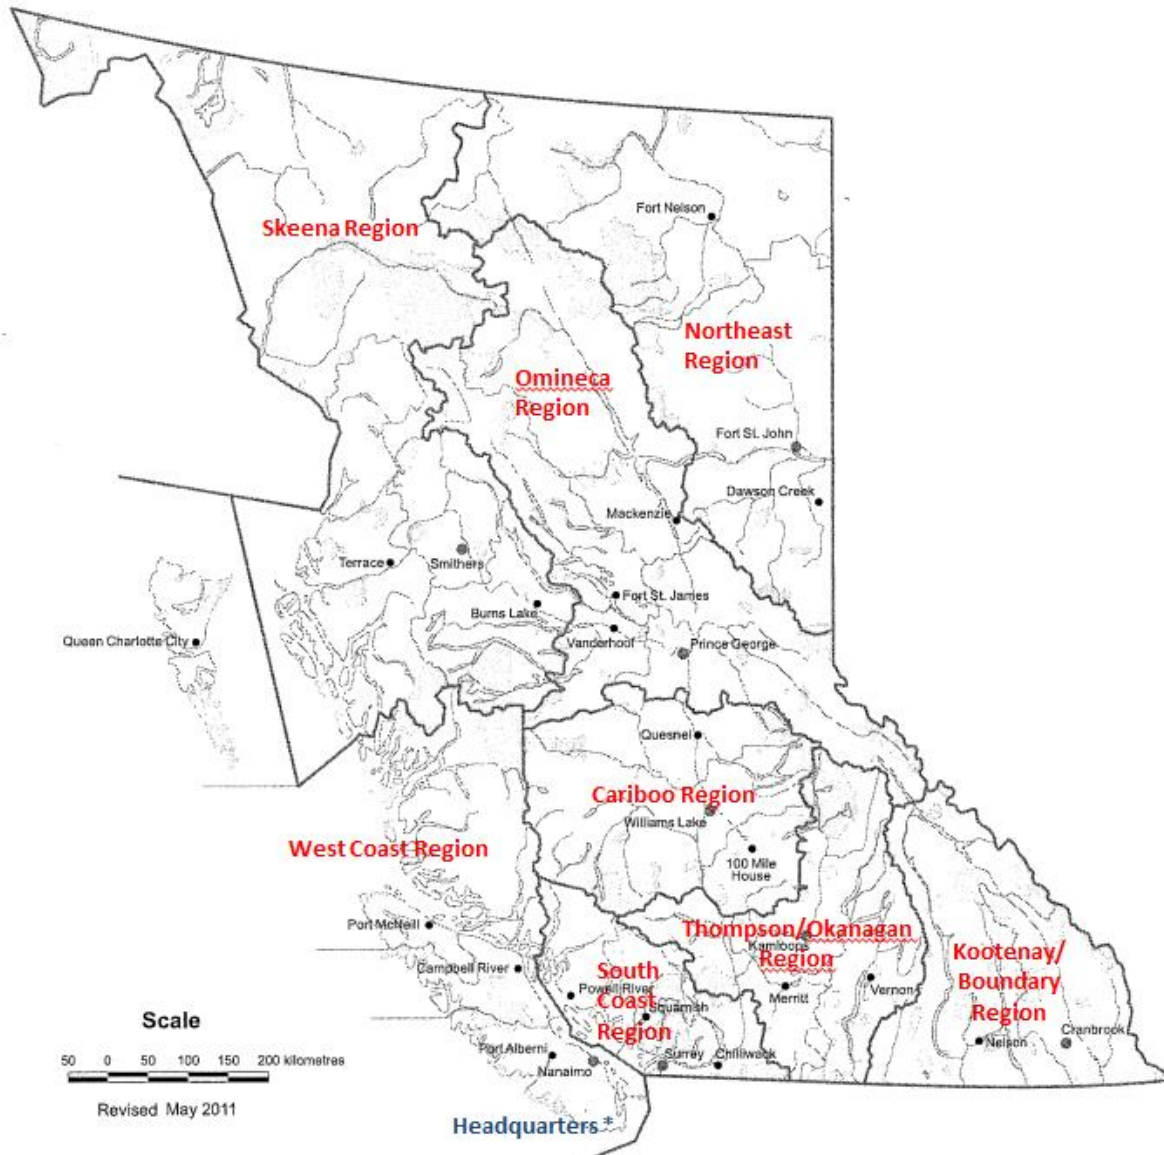 Fort Nelson
Skeena Region
Northeast
Region
Omineca
Region
Fort St. John
Dawson Creek
Mackenzie
Terrace
Smithers
Fort St. James
Burns Lake
Queen Charlotte City
Vanderhoof
Prince George
Quesnel
Cariboo Region
Williams Lake
West Coast Region
100 Mile
House
Port McNeill
Thompson/Okanagan
Kamloops
Region
Kootenay/
Boundary
Region
Campbell River
South
Coast
Region
Powell River
Squamish
Merritt
Vernon
Scale
50 0 50 100 150 200 kilometres
Revised May 2011
Port Alberni
Nanaimo
Surrey
Chilliwack
Nelson
Cranbrook
Headquarters *